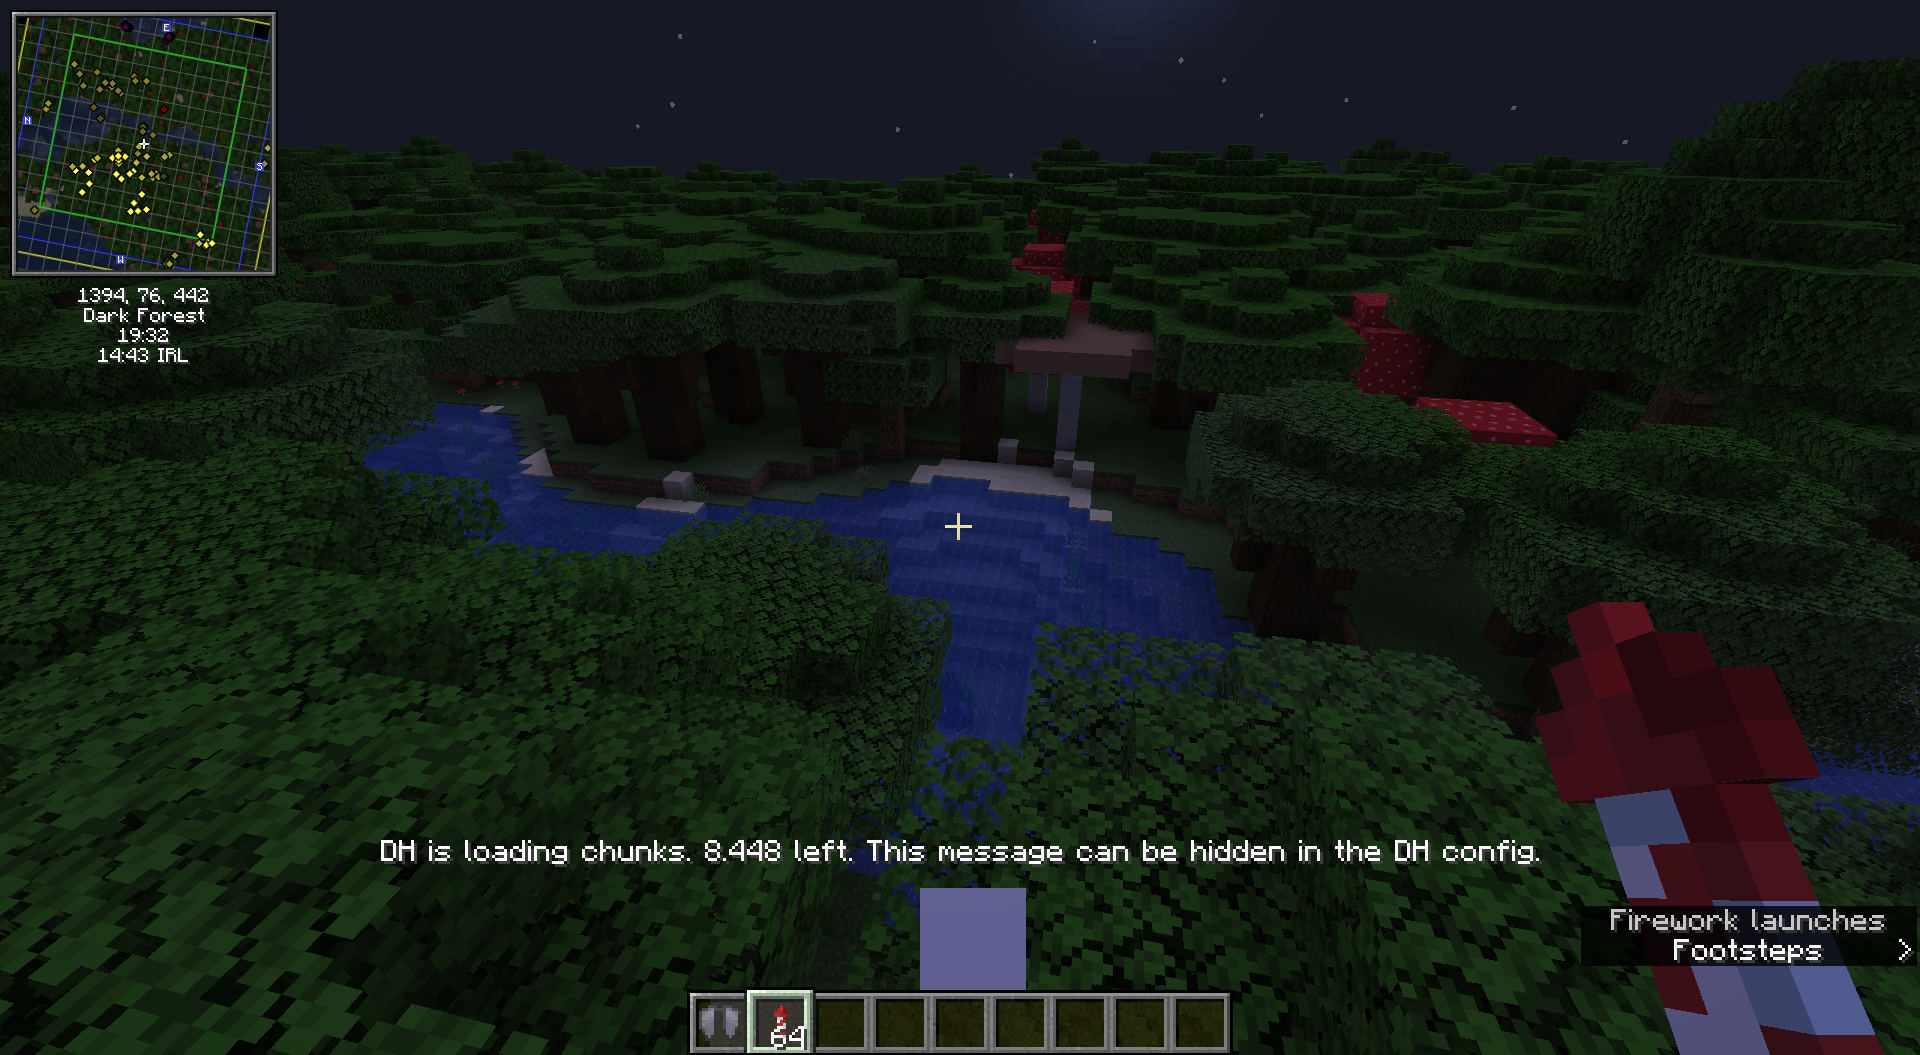 E
N
S
W
1394, 76, 442
Dark Forest
19:32
14:43 IRL
DH is loading chunks. 8.448 left. This message can be hidden in the DH config.
Firework launches
Footsteps >
64